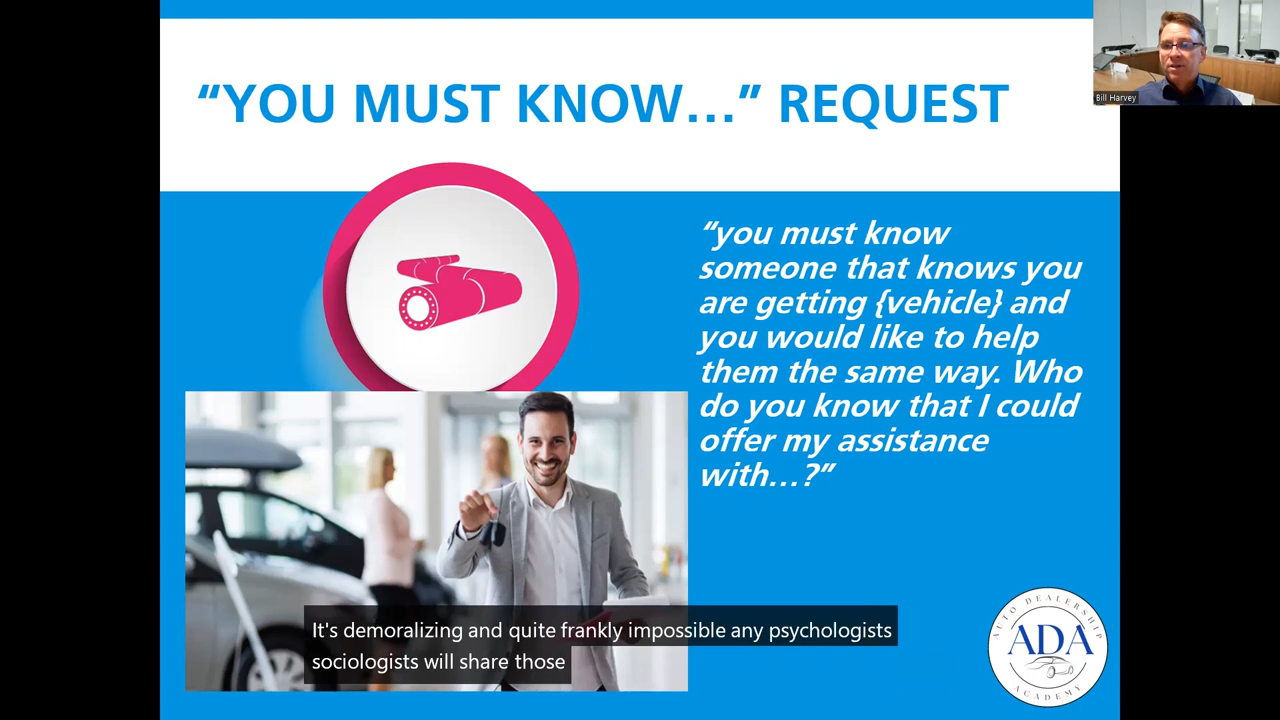 “YOU MUST KNOW...” REQUEST
Bill Harvey
“you must know
someone that knows you
are getting {vehicle} and
you would like to help
them the same way. Who
do you know that I could
offer my assistance
with...?”
It's demoralizing and quite frankly impossible any psychologists
sociologists will share those
AUTO DEALERSHIP
ADA
ACADEMY